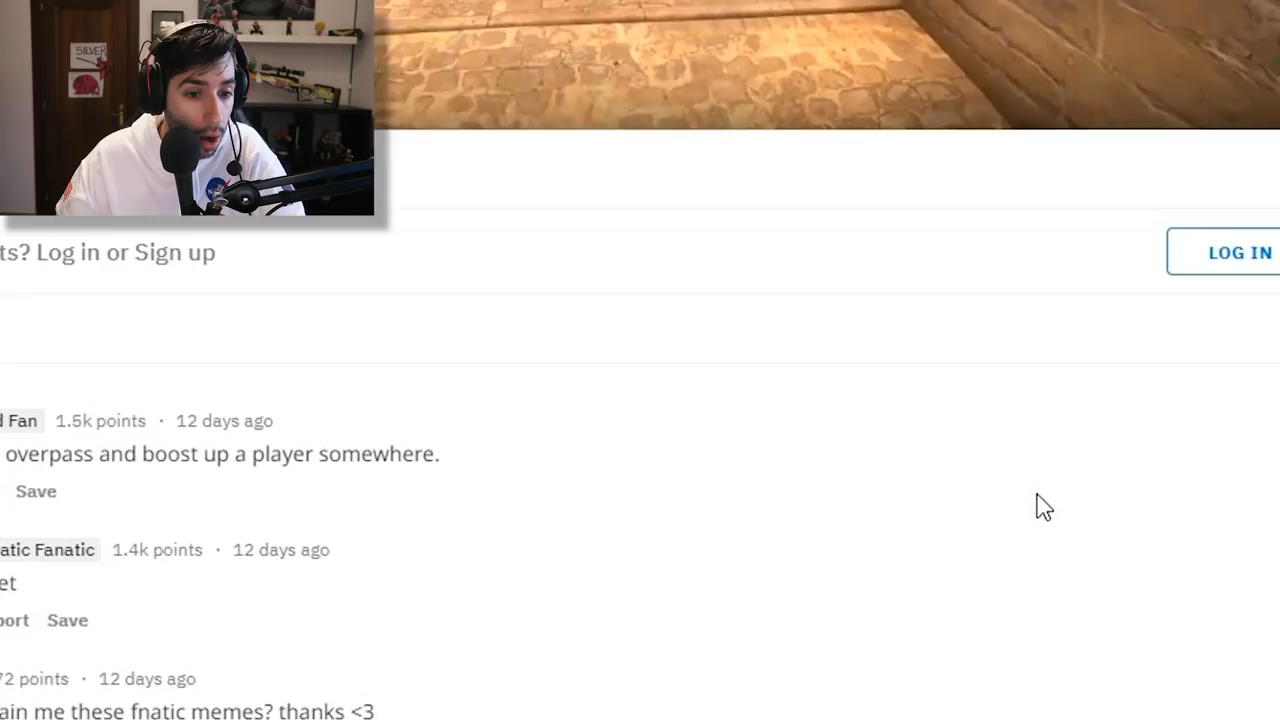 SILVER
ts? Log in or Sign up
LOG IN
d Fan 1.5k points · 12 days ago
overpass and boost up a player somewhere.
Save
atic Fanatic 1.4k points · 12 days ago
et
port Save
72 points · 12 days ago
ain me these fnatic memes? thanks <3